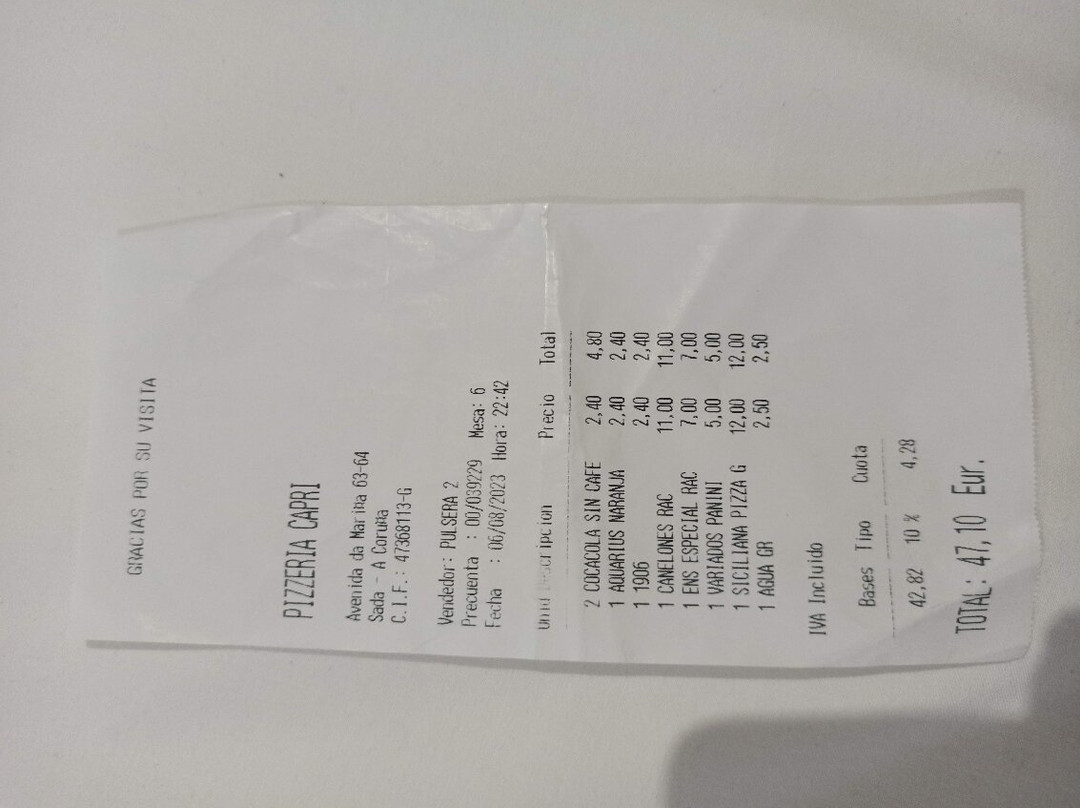 GRACIAS POR SU VISITA
PIZZERIA CAPRI
Avenida da Mariña 63-64
Sada - A Coruña
C.I.F.: 47368113-G
Vendedor: PULSERA 2
Precuenta : 00/039229 Mesa: 6
Fecha : 06/08/2023 Hora: 22:42
Unid Descripcion Precio Total
2 COCACOLA SIN CAFE 2,40 4,80
1 AQUARIUS NARANJA 2,40 2,40
1 1906 2,40 2,40
1 CANELONES RAC 11,00 11,00
1 ENS ESPECIAL RAC 7,00 7,00
1 VARIADOS PANINI 5,00 5,00
1 SICILIANA PIZZA G 12,00 12,00
1 AGUA GR 2,50 2,50
IVA Incluido
Bases Tipo Cuota
42,82 10 % 4,28
TOTAL: 47,10 Eur.